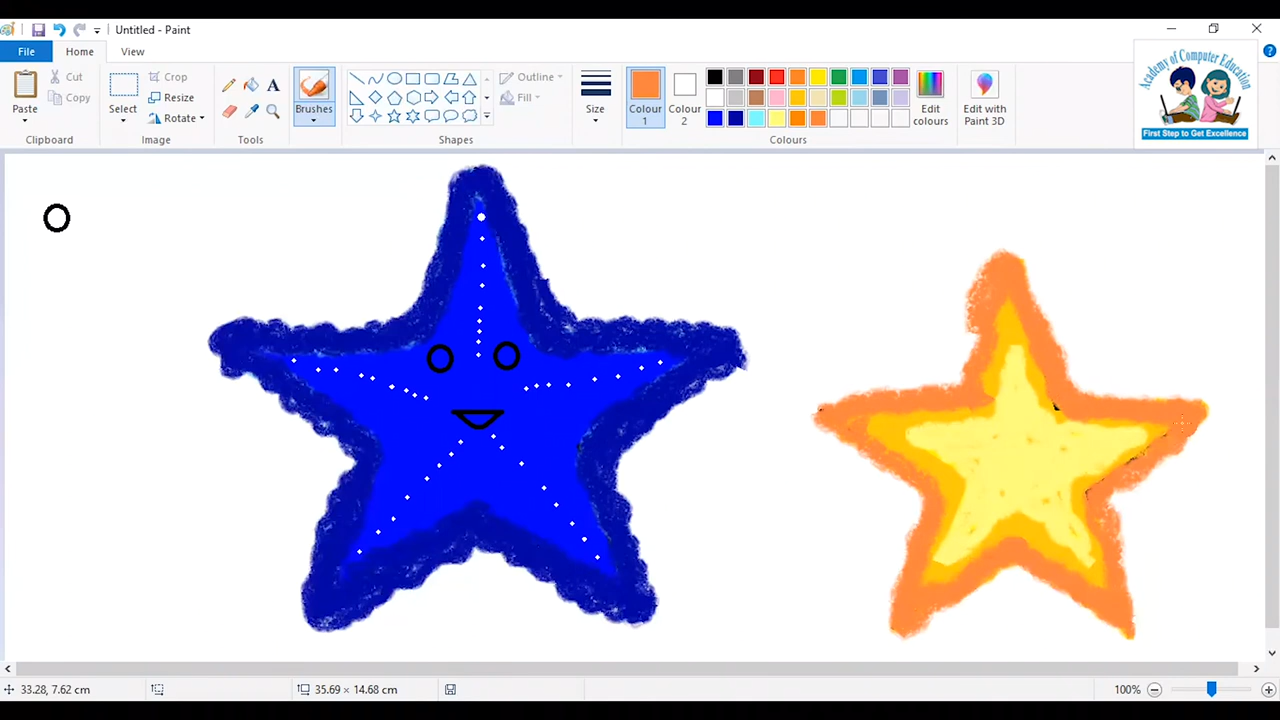 Untitled - Paint
File Home View
Paste
Cut
Copy
Clipboard
Select
Crop
Resize
Rotate
Image
A
Tools
Brushes
Outline
Fill
Shapes
Size
Colour 1
Colour 2
Edit colours
Colours
Edit with Paint 3D
Academy of Computer Education
First Step to Get Excellence
33.28, 7.62 cm
35.69 × 14.68 cm
100%